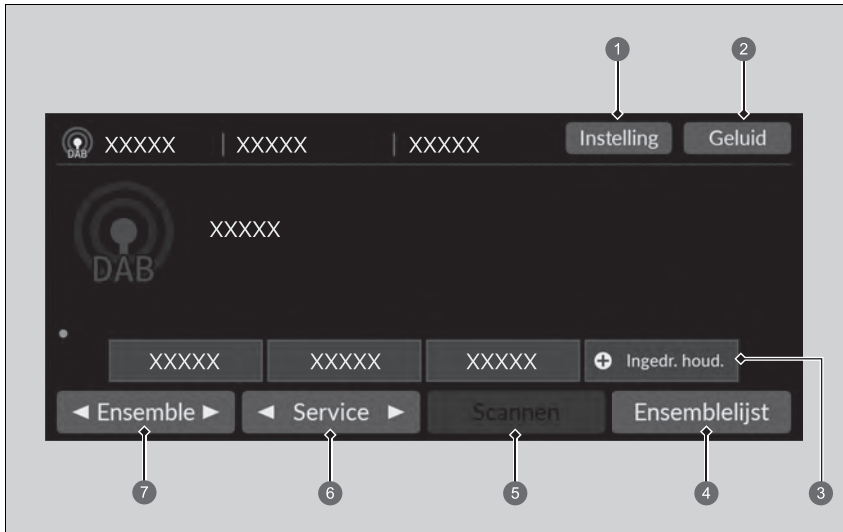 1 2
DAB XXXXX | XXXXX | XXXXX Instelling Geluid
XXXXX
DAB
XXXXX XXXXX XXXXX Ingedr. houd.
◄ Ensemble ► ◄ Service ► Scannen Ensemblelijst
7 6 5 4 3